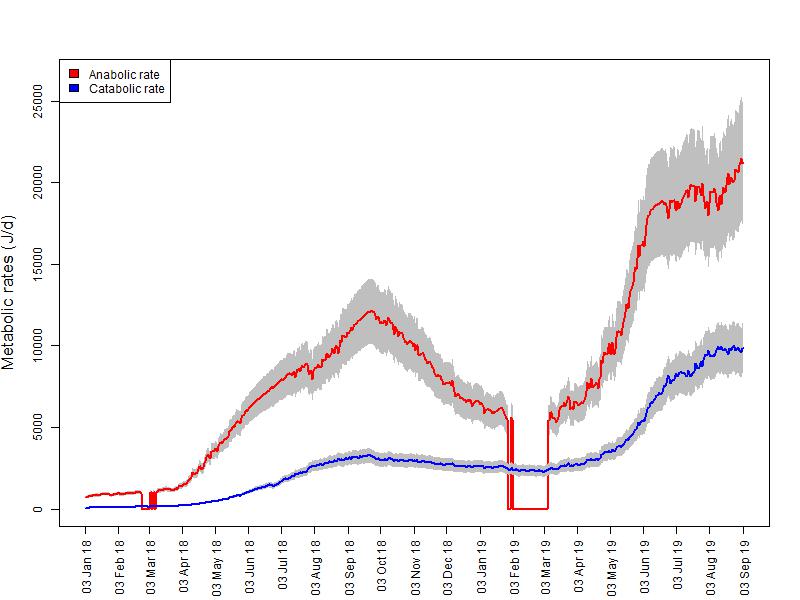 Anabolic rate
Catabolic rate
Metabolic rates (J/d)
25000
20000
15000
10000
5000
0
03 Jan 18
03 Feb 18
03 Mar 18
03 Apr 18
03 May 18
03 Jun 18
03 Jul 18
03 Aug 18
03 Sep 18
03 Oct 18
03 Nov 18
03 Dec 18
03 Jan 19
03 Feb 19
03 Mar 19
03 Apr 19
03 May 19
03 Jun 19
03 Jul 19
03 Aug 19
03 Sep 19